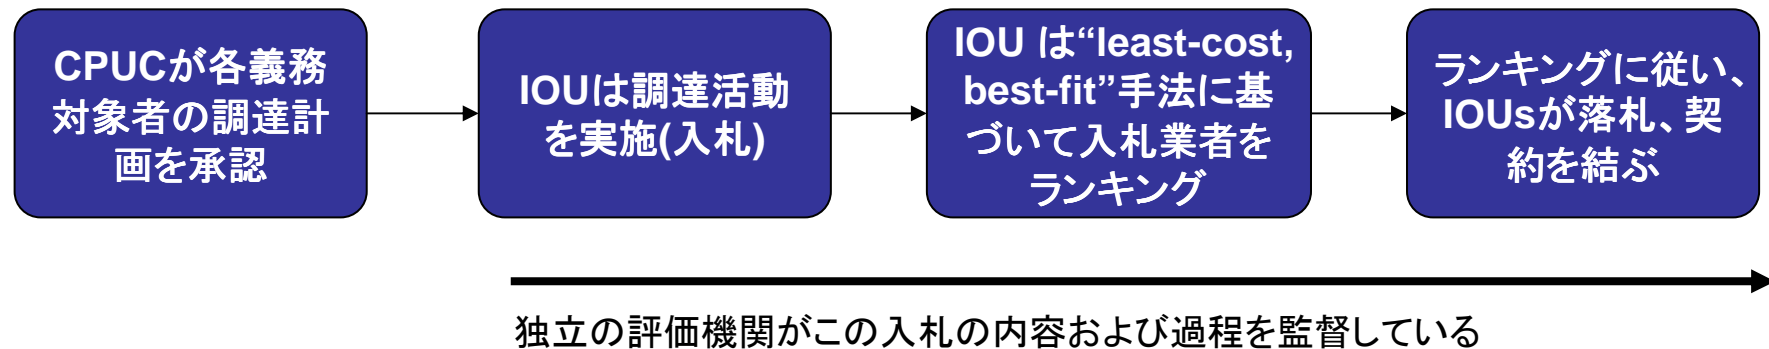 CPUCが各義務
対象者の調達計
画を承認
IOUは調達活動
を実施(入札)
IOU は“least-cost,
best-fit”手法に基
づいて入札業者を
ランキング
ランキングに従い、
IOUsが落札、契
約を結ぶ
独立の評価機関がこの入札の内容および過程を監督している